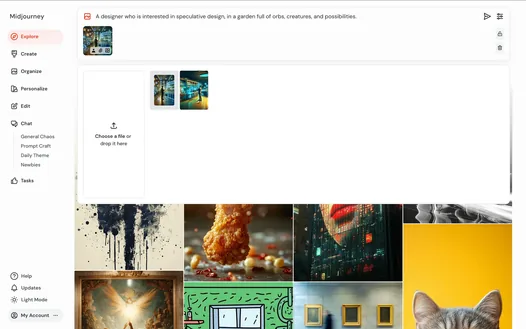 Midjourney
A designer who is interested in speculative design, in a garden full of orbs, creatures, and possibilities.
Explore
Create
Organize
Personalize
Edit
Chat
General Chaos
Prompt Craft
Daily Theme
Newbies
Tasks
Choose a file or
drop it here
Help
Updates
Light Mode
My Account